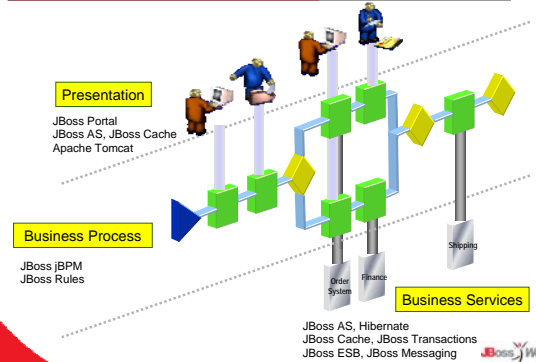 Presentation
JBoss Portal
JBoss AS, JBoss Cache
Apache Tomcat
Business Process
JBoss jBPM
JBoss Rules
Order
System
Finance
Shipping
Business Services
JBoss AS, Hibernate
JBoss Cache, JBoss Transactions
JBoss ESB, JBoss Messaging
JBoss